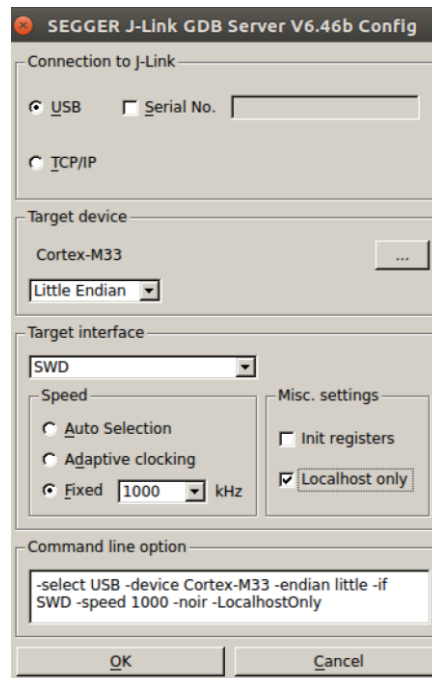 SEGGER J-Link GDB Server V6.46b Config
Connection to J-Link
USB Serial No.
TCP/IP
Target device
Cortex-M33
...
Little Endian
Target interface
SWD
Speed
Auto Selection
Adaptive clocking
Fixed 1000 kHz
Misc. settings
Init registers
Localhost only
Command line option
-select USB -device Cortex-M33 -endian little -if
SWD -speed 1000 -noir -LocalhostOnly
OK Cancel